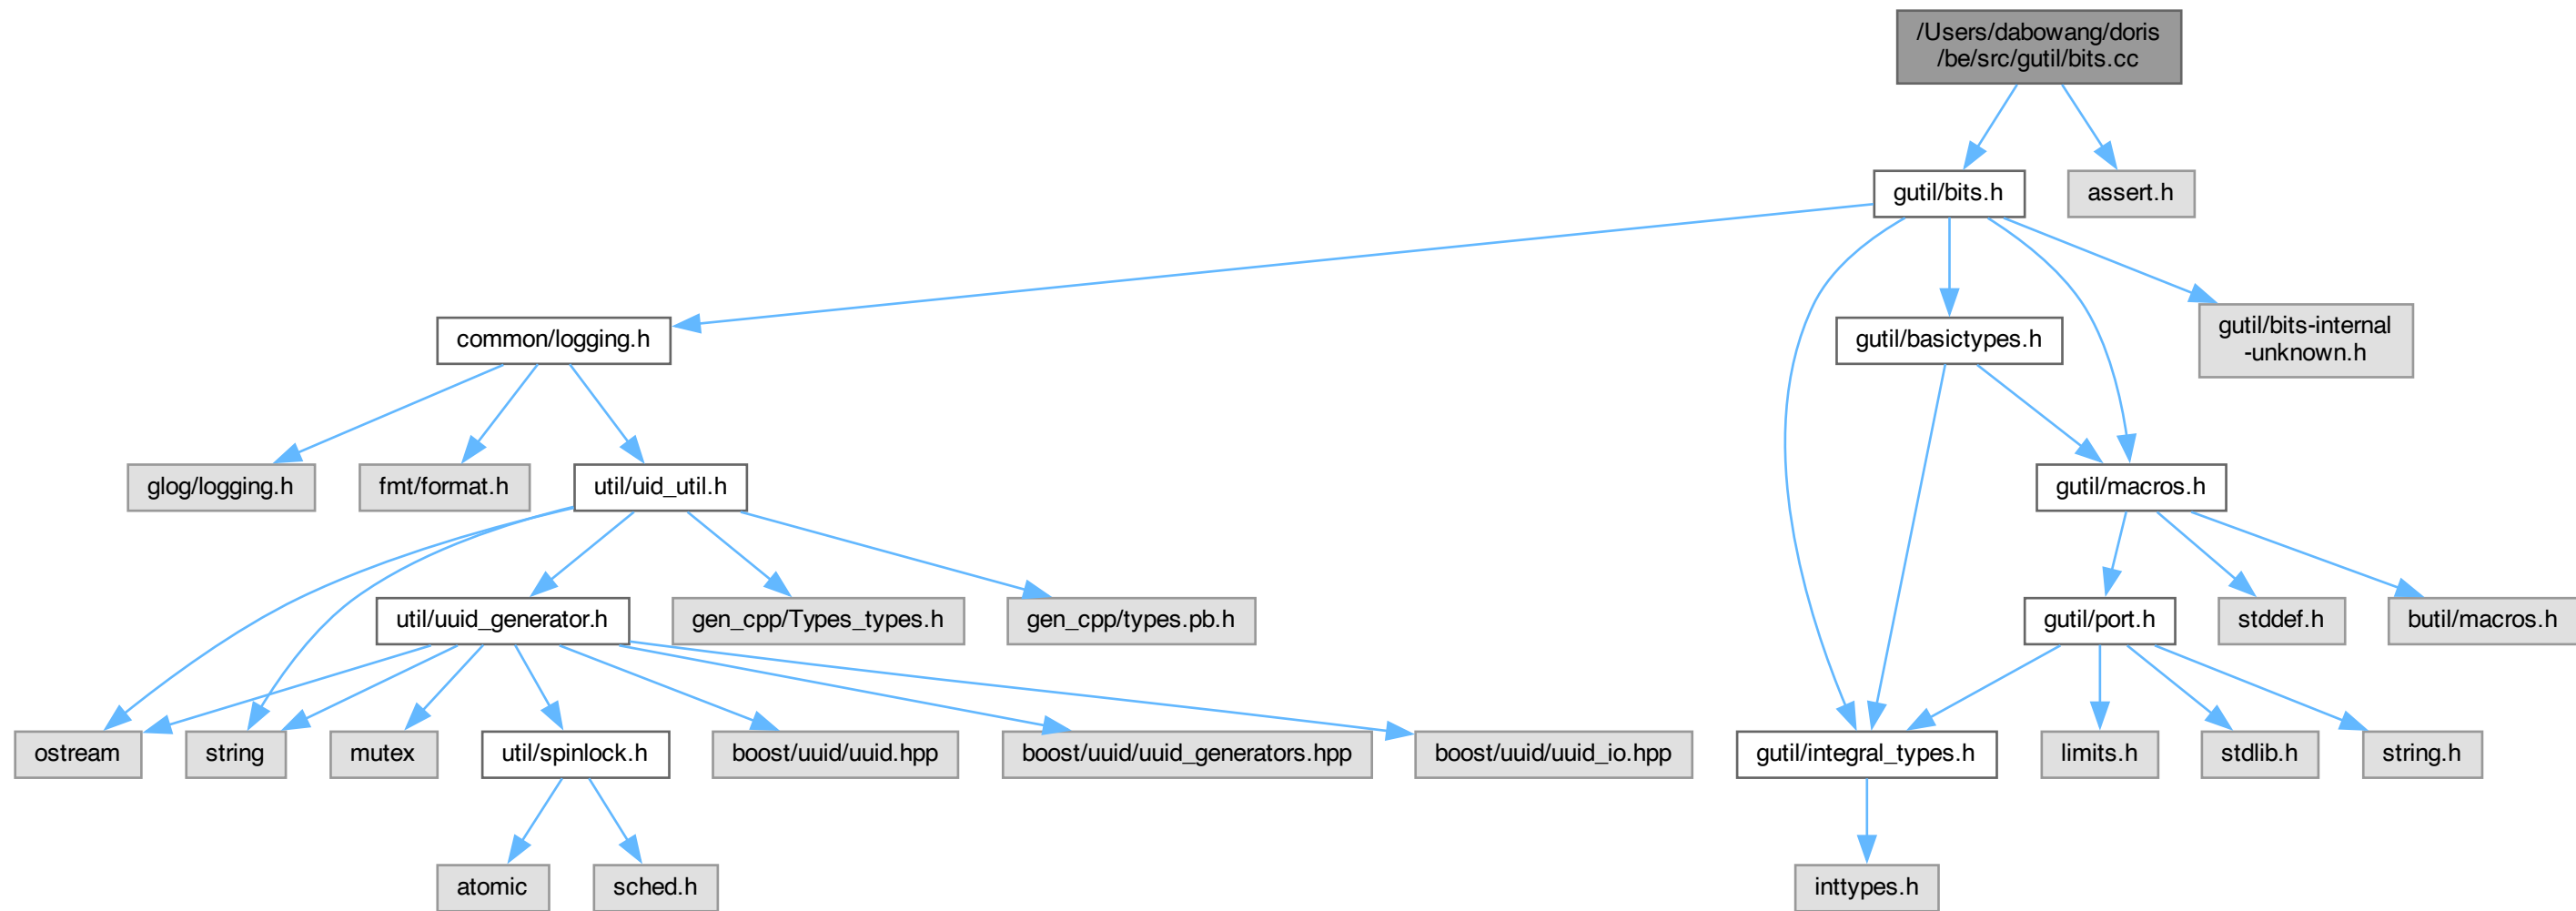 /Users/dabowang/doris
/be/src/gutil/bits.cc
gutil/bits.h
assert.h
common/logging.h
gutil/basictypes.h
gutil/bits-internal
-unknown.h
glog/logging.h
fmt/format.h
util/uid_util.h
gutil/macros.h
util/uuid_generator.h
gen_cpp/Types_types.h
gen_cpp/types.pb.h
gutil/port.h
stddef.h
butil/macros.h
ostream
string
mutex
util/spinlock.h
boost/uuid/uuid.hpp
boost/uuid/uuid_generators.hpp
boost/uuid/uuid_io.hpp
gutil/integral_types.h
limits.h
stdlib.h
string.h
atomic
sched.h
inttypes.h